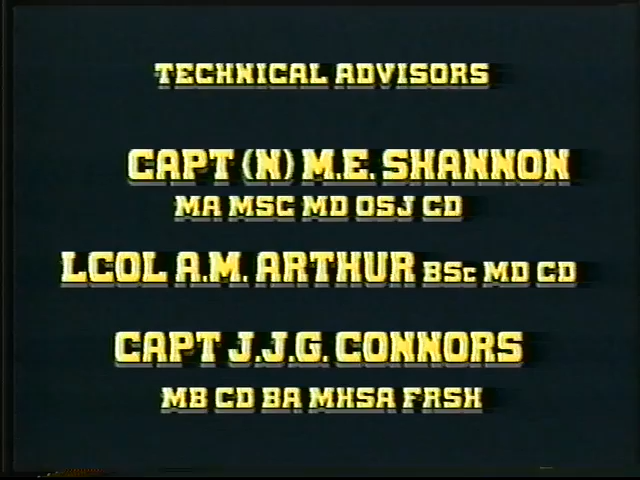 TECHNICAL ADVISORS
CAPT (N) M.E. SHANNON
MA MSC MD OSJ CD
LCOL A.M. ARTHUR BSc MD CD
CAPT J.J.G. CONNORS
MB CD BA MHSA FRSH